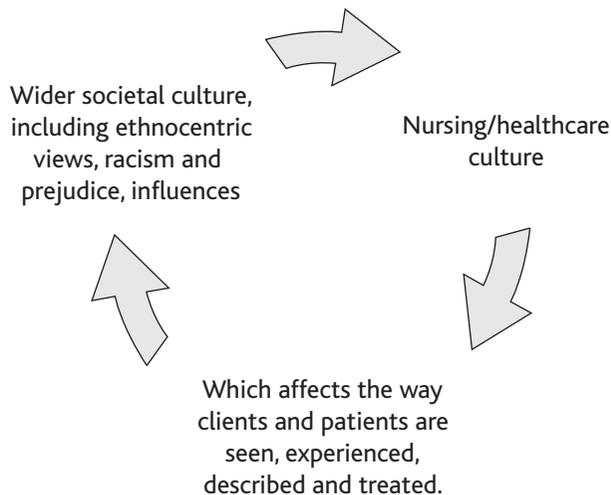 Wider societal culture,
including ethnocentric
views, racism and
prejudice, influences
Nursing/healthcare
culture
Which affects the way
clients and patients are
seen, experienced,
described and treated.